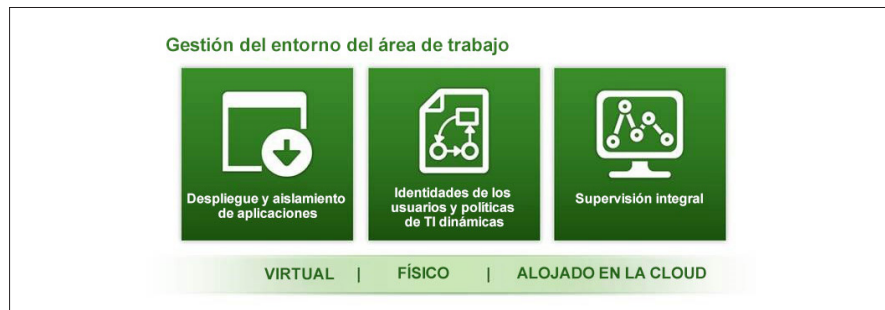 Gestión del entorno del área de trabajo
Despliegue y aislamiento
de aplicaciones
Identidades de los
usuarios y políticas
de TI dinámicas
Supervisión integral
VIRTUAL | FÍSICO | ALOJADO EN LA CLOUD